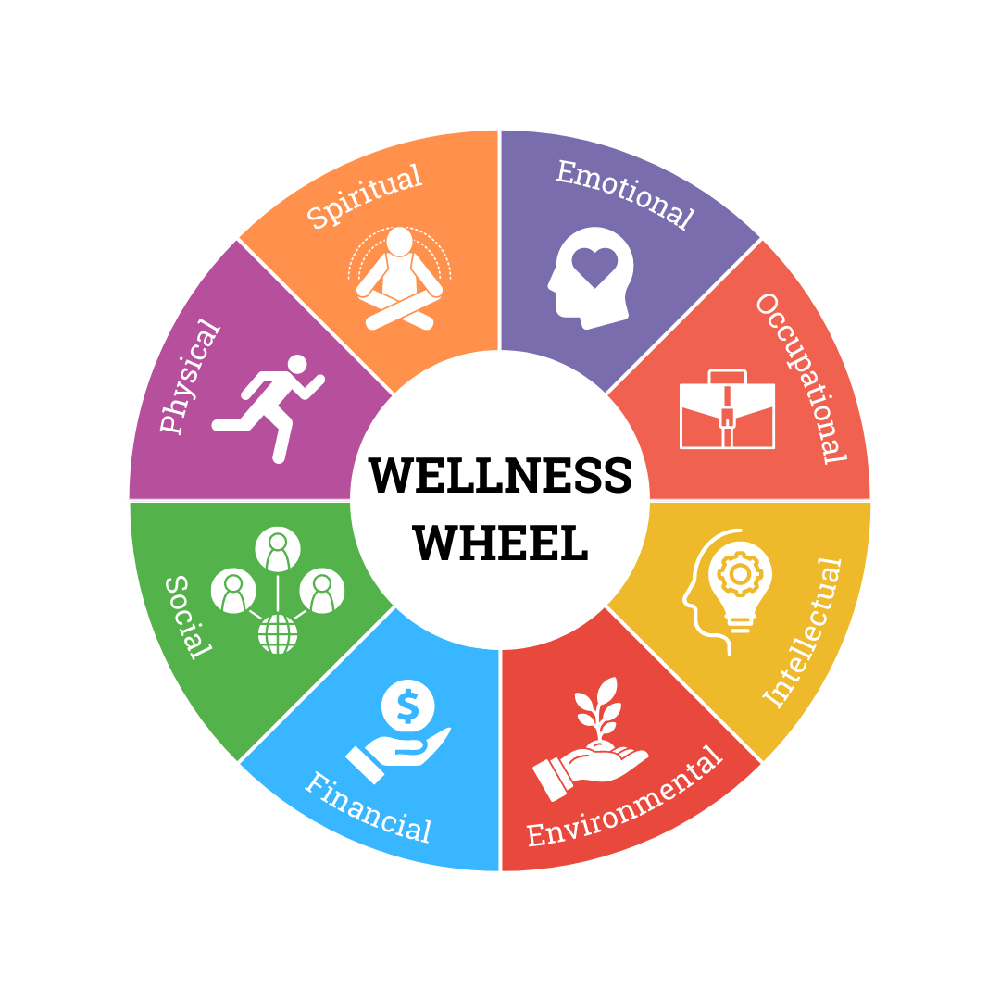 WELLNESS
WHEEL
Emotional
Occupational
Intellectual
Environmental
Financial
Social
Physical
Spiritual
$